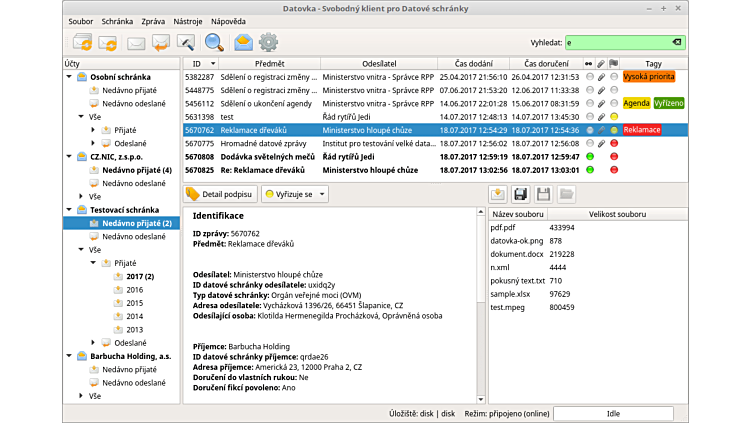 Datovka - Svobodný klient pro Datové schránky
Soubor Schránka Zpráva Nástroje Nápověda
Vyhledat: e
Účty
Osobní schránka
Nedávno přijaté
Nedávno odeslané
Vše
Přijaté
Odeslané
CZ.NIC, z.s.p.o.
Nedávno přijaté (4)
Nedávno odeslané
Vše
Testovací schránka
Nedávno přijaté (2)
Nedávno odeslané
Vše
Přijaté
2017 (2)
2016
2015
2014
2013
Odeslané
Barbucha Holding, a.s.
Nedávno přijaté
Nedávno odeslané
Vše
ID Předmět Odesílatel Čas dodání Čas doručení Tagy
5382287 Sdělení o registraci změny ... Ministerstvo vnitra - Správce RPP 25.04.2017 21:56:10 26.04.2017 12:31:53 Vysoká priorita
5448775 Sdělení o registraci změny ... Ministerstvo vnitra - Správce RPP 07.06.2017 21:53:20 12.06.2017 11:33:38
5456112 Sdělení o ukončení agendy Ministerstvo vnitra - Správce RPP 14.06.2017 22:01:28 15.06.2017 08:31:59 Agenda Vyřízeno
5631398 test Řád rytířů Jedi 14.07.2017 12:48:13 14.07.2017 13:45:30
5670762 Reklamace dřeváků Ministerstvo hloupé chůze 18.07.2017 12:54:29 18.07.2017 12:54:36 Reklamace
5670775 Hromadné datové zprávy Institut pro testování velké data... 18.07.2017 12:56:02 18.07.2017 12:56:08
5670808 Dodávka světelných mečů Řád rytířů Jedi 18.07.2017 12:59:19 18.07.2017 12:59:47
5670825 Re: Reklamace dřeváků Ministerstvo hloupé chůze 18.07.2017 13:02:56 18.07.2017 13:03:01
Detail podpisu Vyřizuje se
Identifikace
ID zprávy: 5670762
Předmět: Reklamace dřeváků
Odesílatel: Ministerstvo hloupé chůze
ID datové schránky odesílatele: uxidq2y
Typ datové schránky: Orgán veřejné moci (OVM)
Adresa odesílatele: Vycházková 1396/26, 66451 Šlapanice, CZ
Odesílající osoba: Klotilda Hermenegilda Procházková, Oprávněná osoba
Příjemce: Barbucha Holding
ID datové schránky příjemce: qrdae26
Adresa příjemce: Americká 23, 12000 Praha 2, CZ
Doručení do vlastních rukou: Ne
Doručení fikcí povoleno: Ano
Název souboru Velikost souboru
pdf.pdf 433994
datovka-ok.png 878
dokument.docx 219228
n.xml 4444
pokusný text.txt 710
sample.xlsx 97629
test.mpeg 800459
Úložiště: disk | disk Režim: připojeno (online) Idle